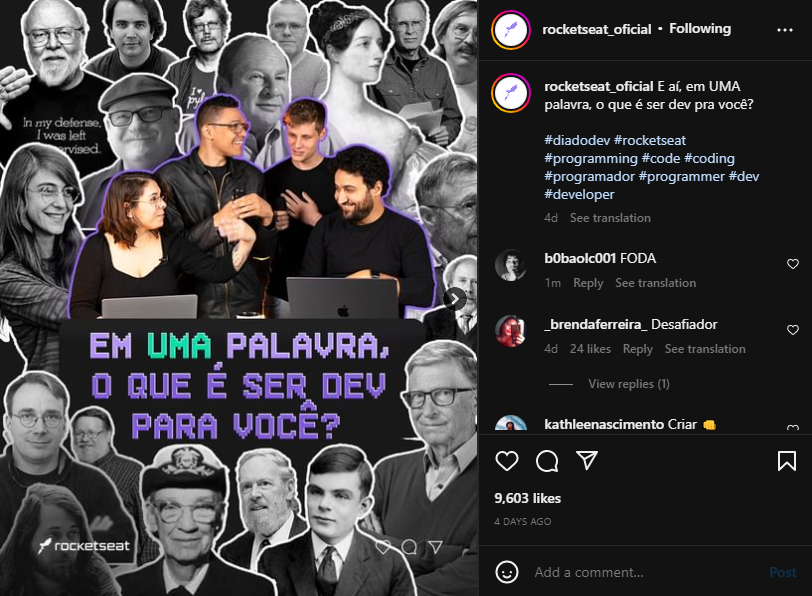 In my defense,
I was left
I ♥
py
EM UMA PALAVRA,
O QUE É SER DEV
PARA VOCÊ?
rocketseat
rocketseat_oficial • Following
rocketseat_oficial E aí, em UMA
palavra, o que é ser dev pra você?
#diadodev #rocketseat
#programming #code #coding
#programador #programmer #dev
#developer
4d See translation
b0baolc001 FODA
1m Reply See translation
_brendaferreira_ Desafiador
4d 24 likes Reply See translation
View replies (1)
kathleenascimento Criar 👊
9,603 likes
4 DAYS AGO
Add a comment...
Post